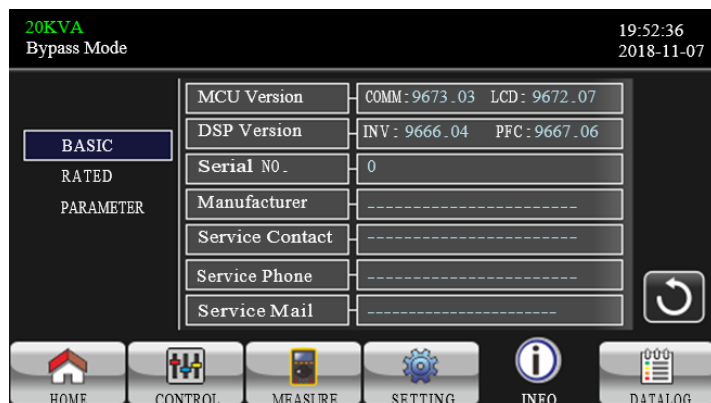 20KVA
Bypass Mode
19:52:36
2018-11-07
BASIC
RATED
PARAMETER
MCU Version COMM:9673.03 LCD:9672.07
DSP Version INV:9666.04 PFC:9667.06
Serial NO. 0
Manufacturer -----------------------
Service Contact -----------------------
Service Phone -----------------------
Service Mail ---------------------
HOME CONTROL MEASURE SETTING INFO DATALOG